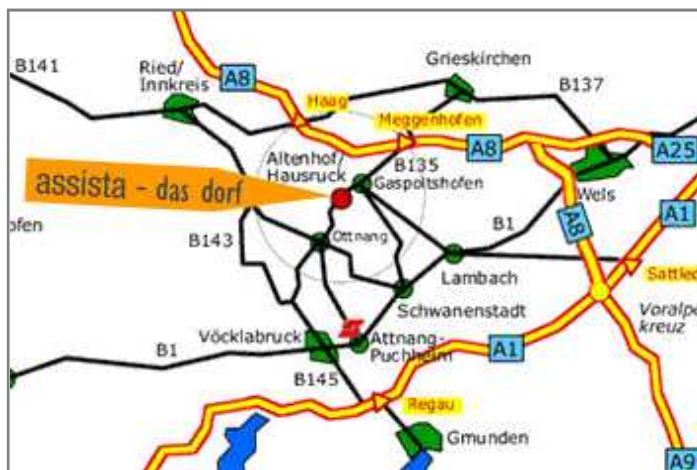 B141
Ried/
Innkreis
A8
Grieskirchen
B137
Haag
Meggenhofen
Altenhof/
Hausruck
B135
A8
A25
assista - das dorf
Gaspoltshofen
Wels
A1
B143
Ottnang
B1
A8
ofen
Lambach
Sattled
Schwanenstadt
Voralpe
kreuz
Vöcklabruck
Attnang-
Puchheim
B1
A1
B145
Regau
Gmunden
A9